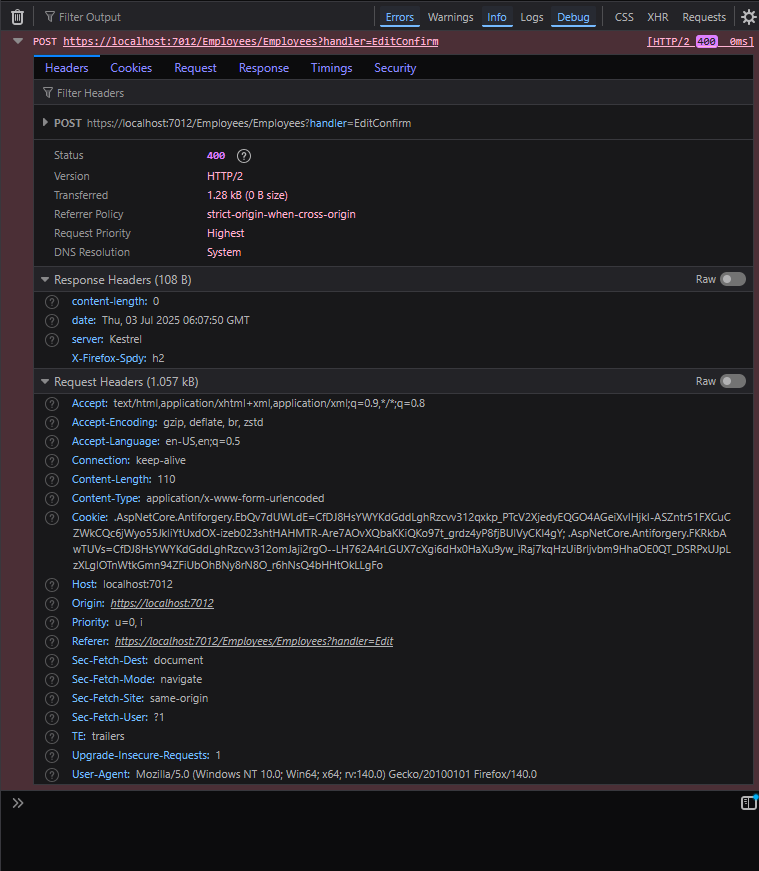 Filter Output Errors Warnings Info Logs Debug CSS XHR Requests
POST https://localhost:7012/Employees/Employees?handler=EditConfirm [HTTP/2 400 0ms]
Headers Cookies Request Response Timings Security
Filter Headers
POST https://localhost:7012/Employees/Employees?handler=EditConfirm
Status 400 ?
Version HTTP/2
Transferred 1.28 kB (0 B size)
Referrer Policy strict-origin-when-cross-origin
Request Priority Highest
DNS Resolution System
Response Headers (108 B) Raw
? content-length: 0
? date: Thu, 03 Jul 2025 06:07:50 GMT
? server: Kestrel
X-Firefox-Spdy: h2
Request Headers (1.057 kB) Raw
? Accept: text/html,application/xhtml+xml,application/xml;q=0.9,*/*;q=0.8
? Accept-Encoding: gzip, deflate, br, zstd
? Accept-Language: en-US,en;q=0.5
? Connection: keep-alive
? Content-Length: 110
? Content-Type: application/x-www-form-urlencoded
? Cookie: .AspNetCore.Antiforgery.EbQv7dUWLdE=CfDJ8HsYWYKdGddLghRzcvv312qxkp_PTcV2XjedyEQGO4AGeiXvIHjkI-ASZntr51FXCuC
ZWkCQc6jWyo55JkIiYtUxdOX-izeb023shtHAHMTR-Are7AOvXQbaKKiQKo97t_grdz4yP8fjBUlVyCKl4gY; .AspNetCore.Antiforgery.FKRkbA
wTUVs=CfDJ8HsYWYKdGddLghRzcvv312omJaji2rgO--LH762A4rLGUX7cXgi6dHx0HaXu9yw_iRaj7kqHzUiBrljvbm9HhaOE0QT_DSRPxUJpL
zXLglOTnWtkGmn94ZFiUbOhBNy8rN8O_r6hNsQ4bHHtOkLLgFo
? Host: localhost:7012
? Origin: https://localhost:7012
? Priority: u=0, i
? Referer: https://localhost:7012/Employees/Employees?handler=Edit
? Sec-Fetch-Dest: document
? Sec-Fetch-Mode: navigate
? Sec-Fetch-Site: same-origin
? Sec-Fetch-User: ?1
? TE: trailers
? Upgrade-Insecure-Requests: 1
? User-Agent: Mozilla/5.0 (Windows NT 10.0; Win64; x64; rv:140.0) Gecko/20100101 Firefox/140.0